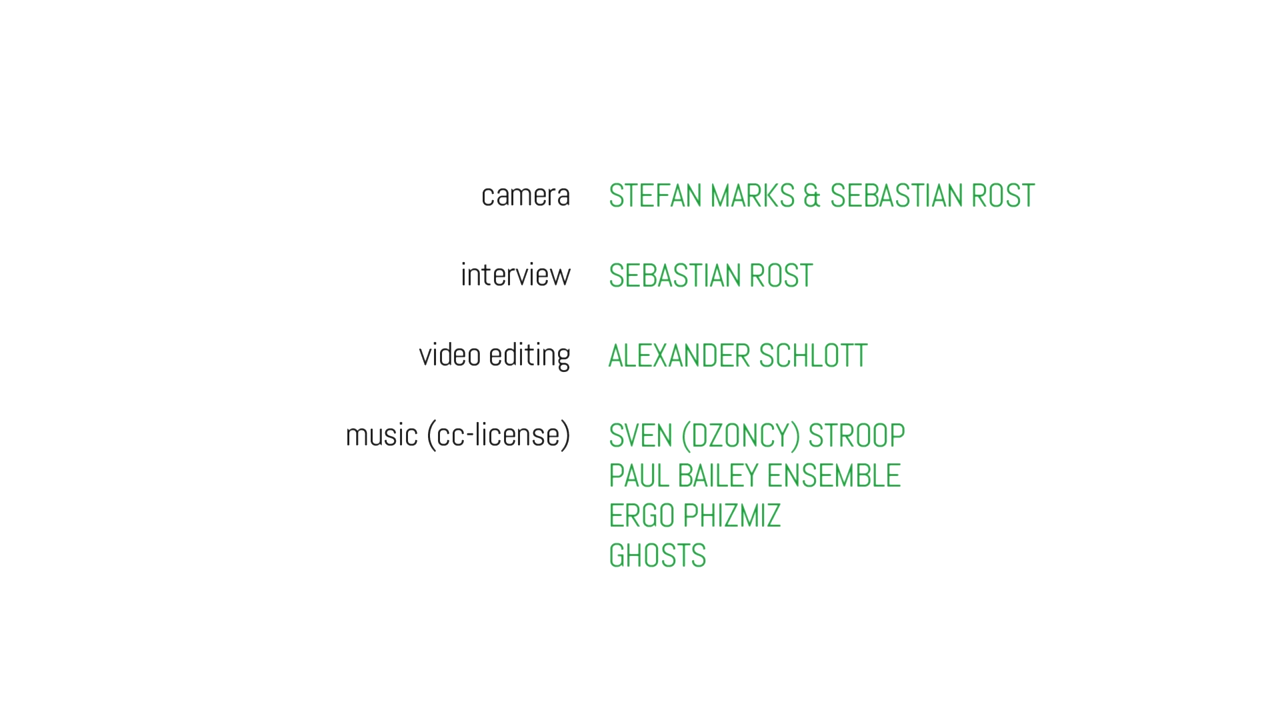 camera STEFAN MARKS & SEBASTIAN ROST
interview SEBASTIAN ROST
video editing ALEXANDER SCHLOTT
music (cc-license) SVEN (DZONCY) STROOP
PAUL BAILEY ENSEMBLE
ERGO PHIZMIZ
GHOSTS